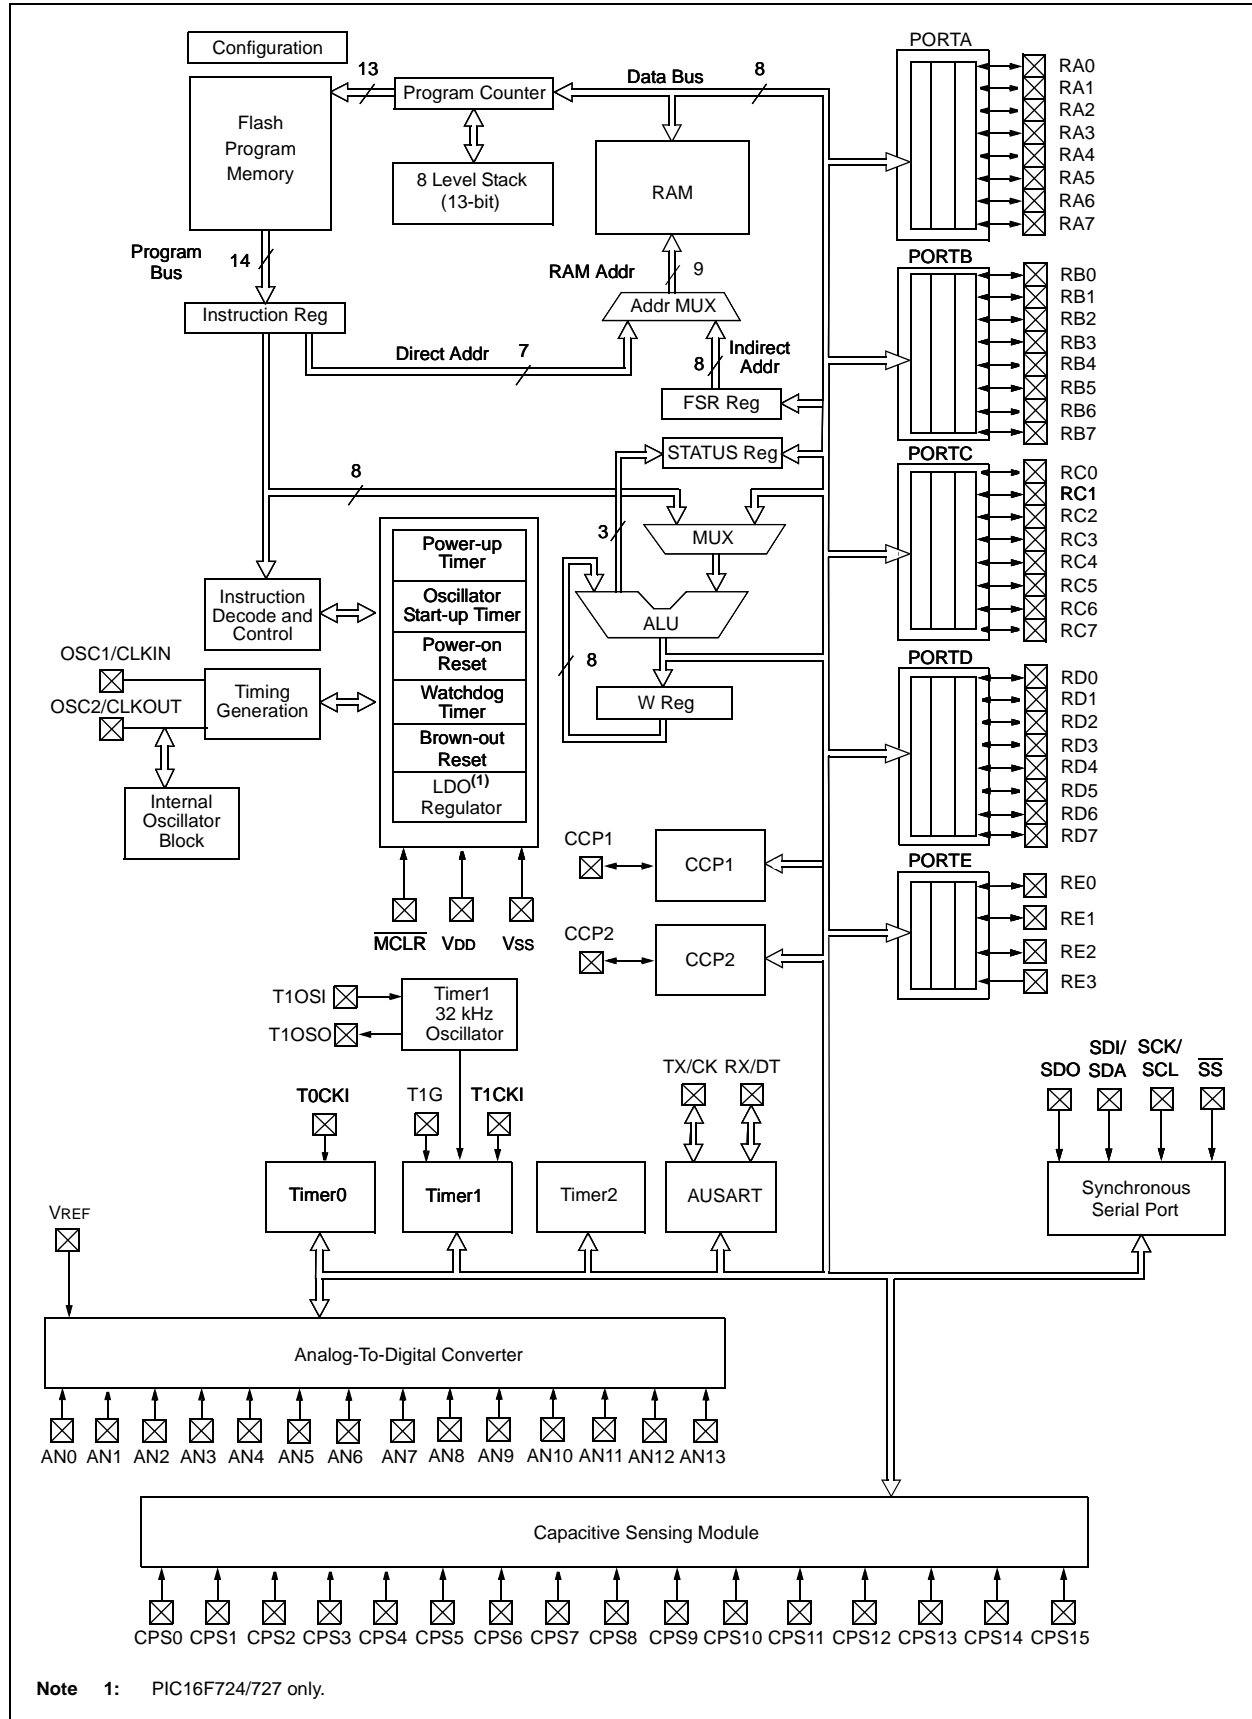 Configuration
PORTA
13
Data Bus
8
Program Counter
Flash
Program
Memory
8 Level Stack
(13-bit)
RAM
RA0
RA1
RA2
RA3
RA4
RA5
RA6
RA7
Program
Bus
14
RAM Addr
9
PORTB
Instruction Reg
Addr MUX
Direct Addr
7
Indirect
Addr
8
FSR Reg
RB0
RB1
RB2
RB3
RB4
RB5
RB6
RB7
STATUS Reg
PORTC
8
3
MUX
RC0
RC1
RC2
RC3
RC4
RC5
RC6
RC7
Power-up
Timer
Oscillator
Start-up Timer
Power-on
Reset
Watchdog
Timer
Brown-out
Reset
LDO(1)
Regulator
Instruction
Decode and
Control
ALU
8
W Reg
OSC1/CLKIN
OSC2/CLKOUT
Timing
Generation
Internal
Oscillator
Block
PORTD
RD0
RD1
RD2
RD3
RD4
RD5
RD6
RD7
CCP1
CCP1
CCP2
CCP2
PORTE
RE0
RE1
RE2
RE3
MCLR
VDD
VSS
T1OSI
T1OSO
Timer1
32 kHz
Oscillator
TX/CK
RX/DT
SDO
SDI/
SDA
SCK/
SCL
SS
T0CKI
T1G
T1CKI
Timer0
Timer1
Timer2
AUSART
Synchronous
Serial Port
VREF
Analog-To-Digital Converter
AN0 AN1 AN2 AN3 AN4 AN5 AN6 AN7 AN8 AN9 AN10 AN11 AN12 AN13
Capacitive Sensing Module
CPS0 CPS1 CPS2 CPS3 CPS4 CPS5 CPS6 CPS7 CPS8 CPS9 CPS10 CPS11 CPS12 CPS13 CPS14 CPS15
Note 1: PIC16F724/727 only.